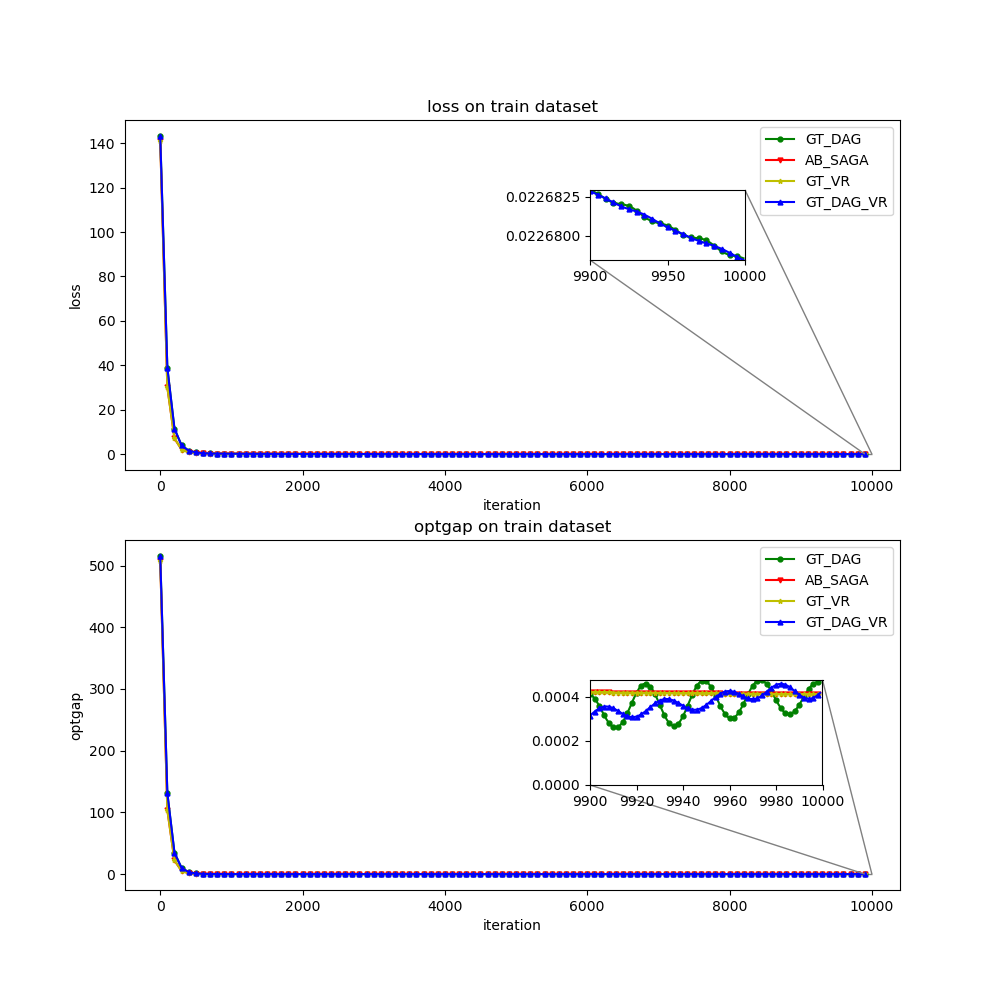 loss on train dataset
140
120
100
80
60
40
20
0
loss
0
2000
4000
6000
8000
10000
iteration
GT_DAG
AB_SAGA
GT_VR
GT_DAG_VR
0.0226825
0.0226800
9900
9950
10000
optgap on train dataset
500
400
300
200
100
0
optgap
0
2000
4000
6000
8000
10000
iteration
GT_DAG
AB_SAGA
GT_VR
GT_DAG_VR
0.0004
0.0002
0.0000
9900
9920
9940
9960
9980
10000